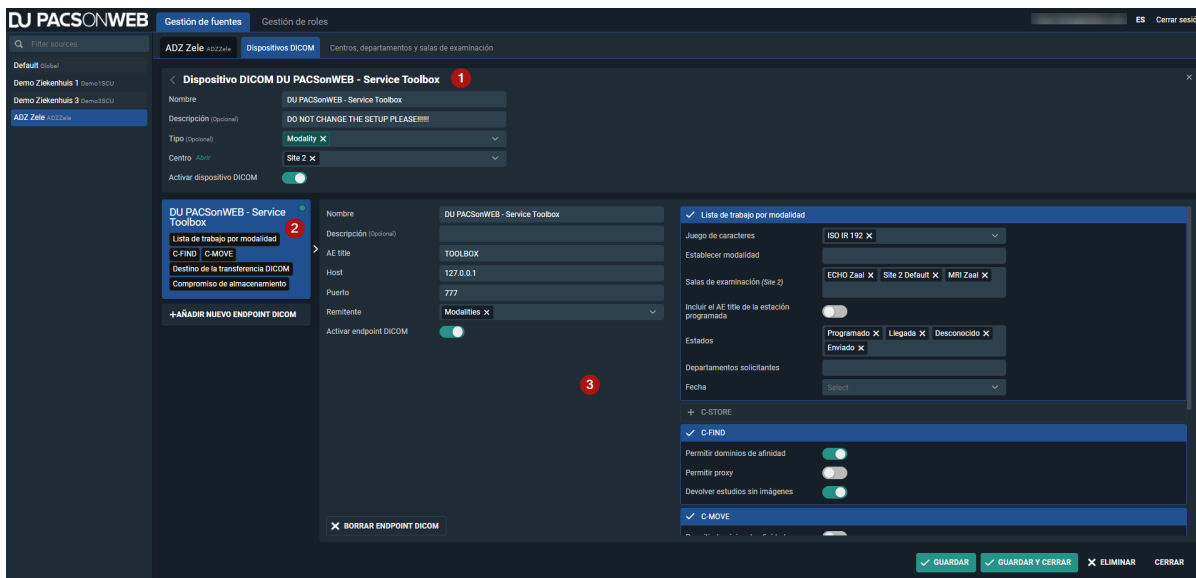 DU PACSONWEB
Gestión de fuentes
Gestión de roles
ES
Cerrar sesió
Filter sources
ADZ Zele ADZZele
Dispositivos DICOM
Centros, departamentos y salas de examinación
Default Global
Demo Ziekenhuis 1 Demo1SCU
Demo Ziekenhuis 3 Demo3SCU
ADZ Zele ADZZele
Dispositivo DICOM DU PACSonWEB - Service Toolbox
1
Nombre
DU PACSonWEB - Service Toolbox
Descripción (Opcional)
DO NOT CHANGE THE SETUP PLEASE!!!!!!
Tipo (Opcional)
Modality
Centro Abrir
Site 2
Activar dispositivo DICOM
DU PACSonWEB - Service
Toolbox
2
Lista de trabajo por modalidad
C-FIND
C-MOVE
Destino de la transferencia DICOM
Compromiso de almacenamiento
+AÑADIR NUEVO ENDPOINT DICOM
Nombre
DU PACSonWEB - Service Toolbox
Descripción (Opcional)
AE title
TOOLBOX
Host
127.0.0.1
Puerto
777
Remitente
Modalities
Activar endpoint DICOM
3
BORRAR ENDPOINT DICOM
Lista de trabajo por modalidad
Juego de caracteres
ISO IR 192
Establecer modalidad
Salas de examinación (Site 2)
ECHO Zaal
Site 2 Default
MRI Zaal
Incluir el AE title de la estación
programada
Estados
Programado
Llegada
Desconocido
Enviado
Departamentos solicitantes
Fecha
Select
+ C-STORE
C-FIND
Permitir dominios de afinidad
Permitir proxy
Devolver estudios sin imágenes
C-MOVE
GUARDAR
GUARDAR Y CERRAR
ELIMINAR
CERRAR